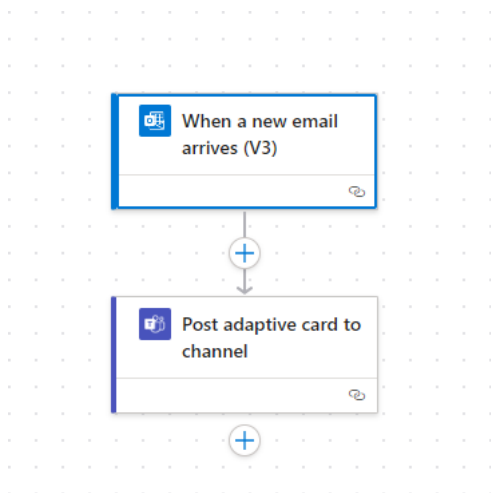 When a new email
arrives (V3)
Post adaptive card to
channel